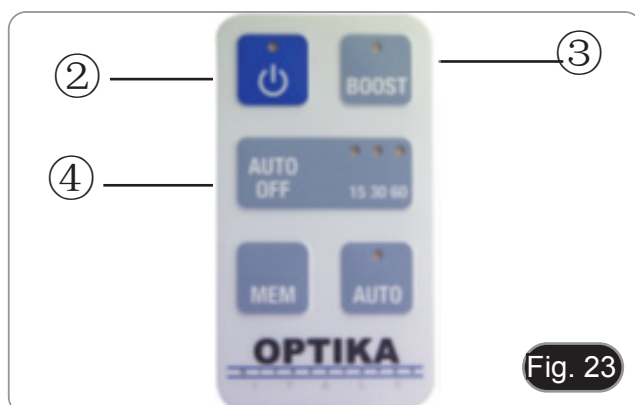 ② BOOST ③
④ AUTO OFF 15 30 60
MEM AUTO
OPTIKA
Fig. 23